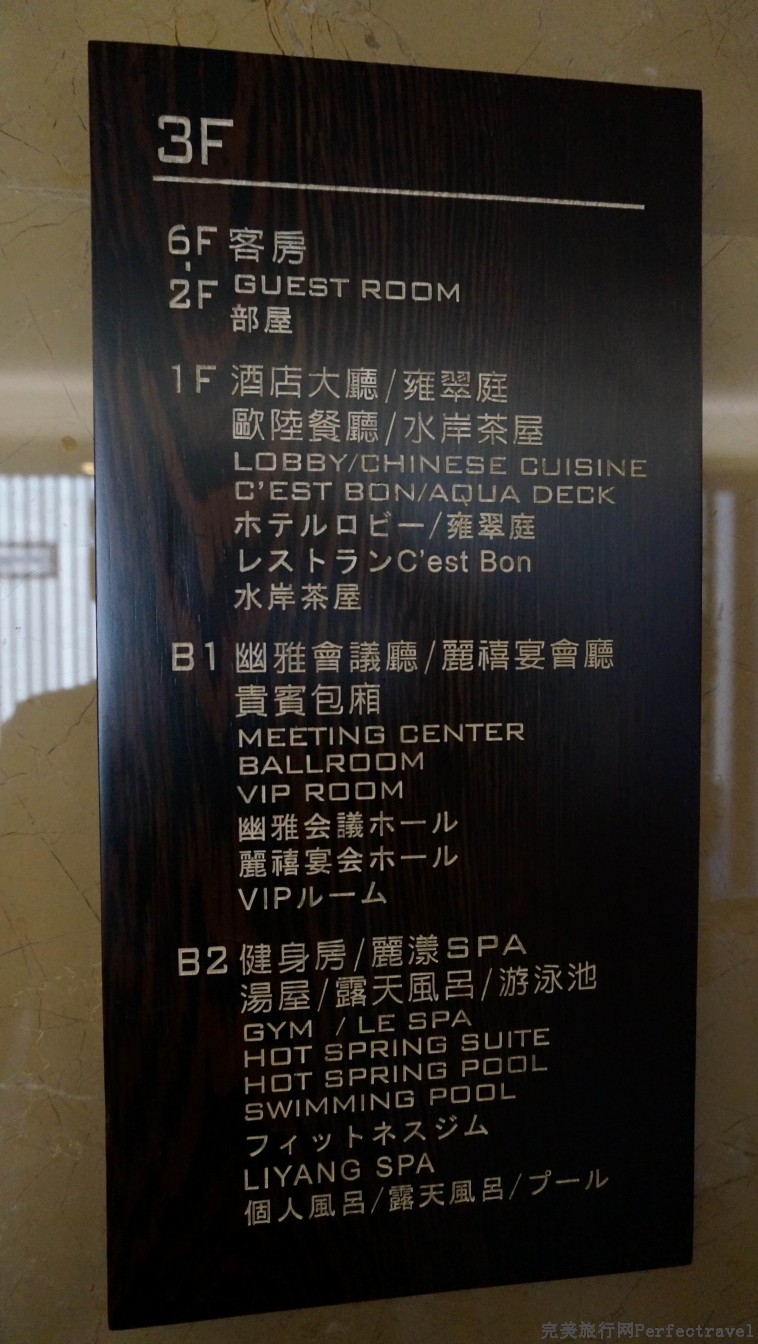 3F
6F 客房
-
2F GUEST ROOM
部屋
1F 酒店大廳/雍翠庭
歐陸餐廳/水岸茶屋
LOBBY/CHINESE CUISINE
C'EST BON/AQUA DECK
ホテルロビー/雍翠庭
レストランC'est Bon
水岸茶屋
B1 幽雅會議廳/麗禧宴會廳
貴賓包廂
MEETING CENTER
BALLROOM
VIP ROOM
幽雅会議ホール
麗禧宴会ホール
VIPルーム
B2 健身房/麗漾SPA
湯屋/露天風呂/游泳池
GYM / LE SPA
HOT SPRING SUITE
HOT SPRING POOL
SWIMMING POOL
フィットネスジム
LIYANG SPA
個人風呂/露天風呂/プール
完美旅行网Perfectravel